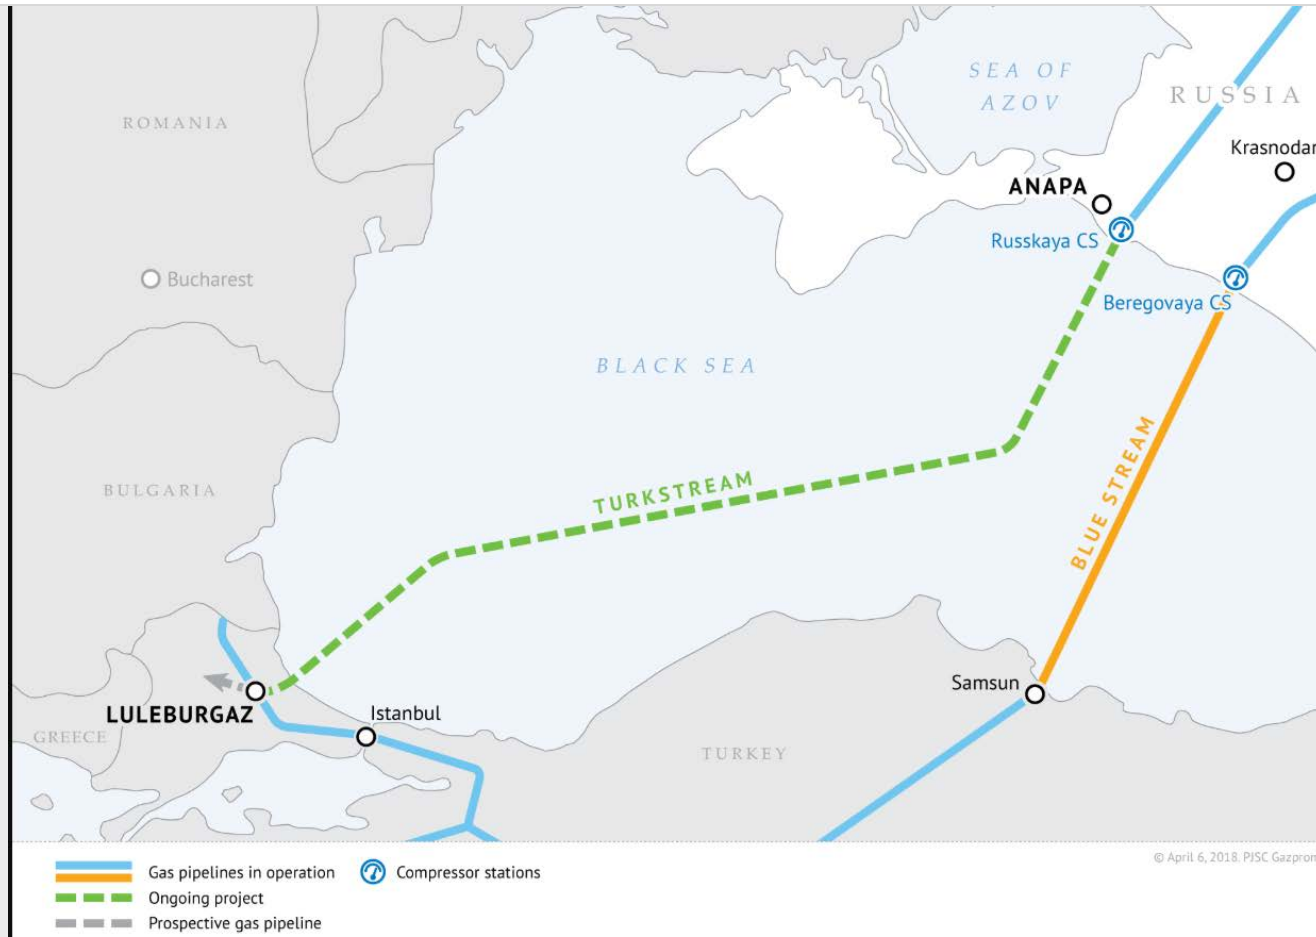 SEA OF
AZOV
RUSSIA
ROMANIA
Krasnodar
ANAPA
Russkaya CS
Bucharest
Beregovaya CS
BLACK SEA
BLUE STREAM
TURKSTREAM
BULGARIA
Samsun
LULEBURGAZ
Istanbul
GREECE
TURKEY
© April 6, 2018. PJSC Gazprom
Gas pipelines in operation
Compressor stations
Ongoing project
Prospective gas pipeline